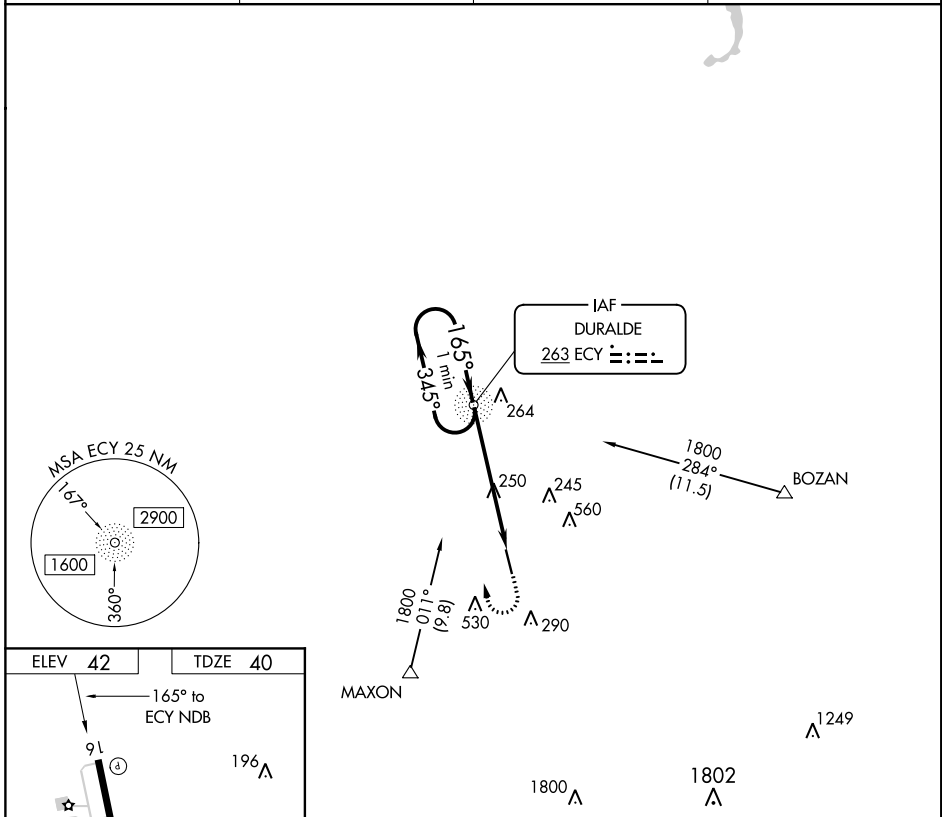 IAF
DURALDE
263 ECY
165°
1 min
345°
264
MSA ECY 25 NM
167°
2900
1600
360°
250
245
560
1800
284°
(11.5)
BOZAN
1800
011°
(9.8)
530
290
MAXON
ELEV 42
TDZE 40
165° to
ECY NDB
16
P
196
1249
1800
1802